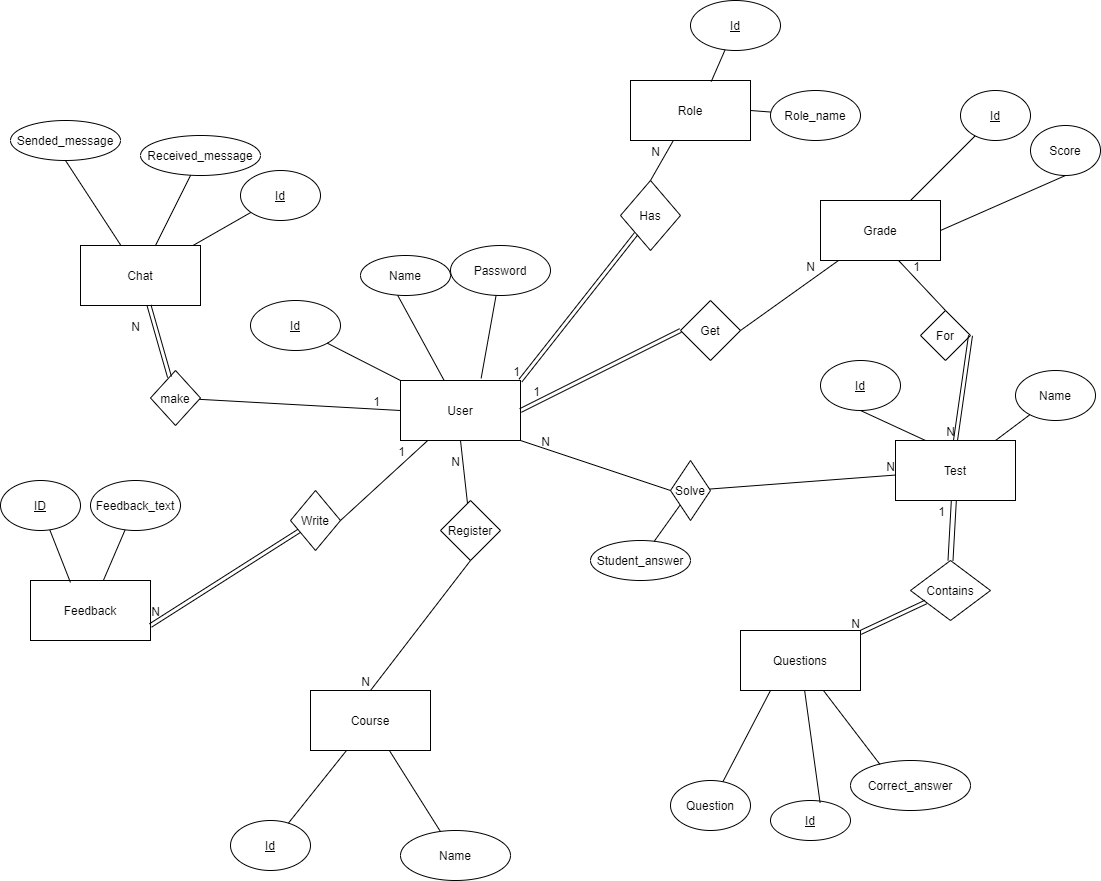 Id
Role
Role_name
Id
Score
Sended_message
Received_message
Id
N
Has
Grade
Chat
Name
Password
N
1
Id
N
Get
For
1
1
Id
Name
make
1
User
N
1
N
N
N
Test
Solve
1
ID
Feedback_text
Write
Register
Student_answer
Contains
Feedback
N
N
Questions
N
Course
Question
Id
Correct_answer
Id
Name